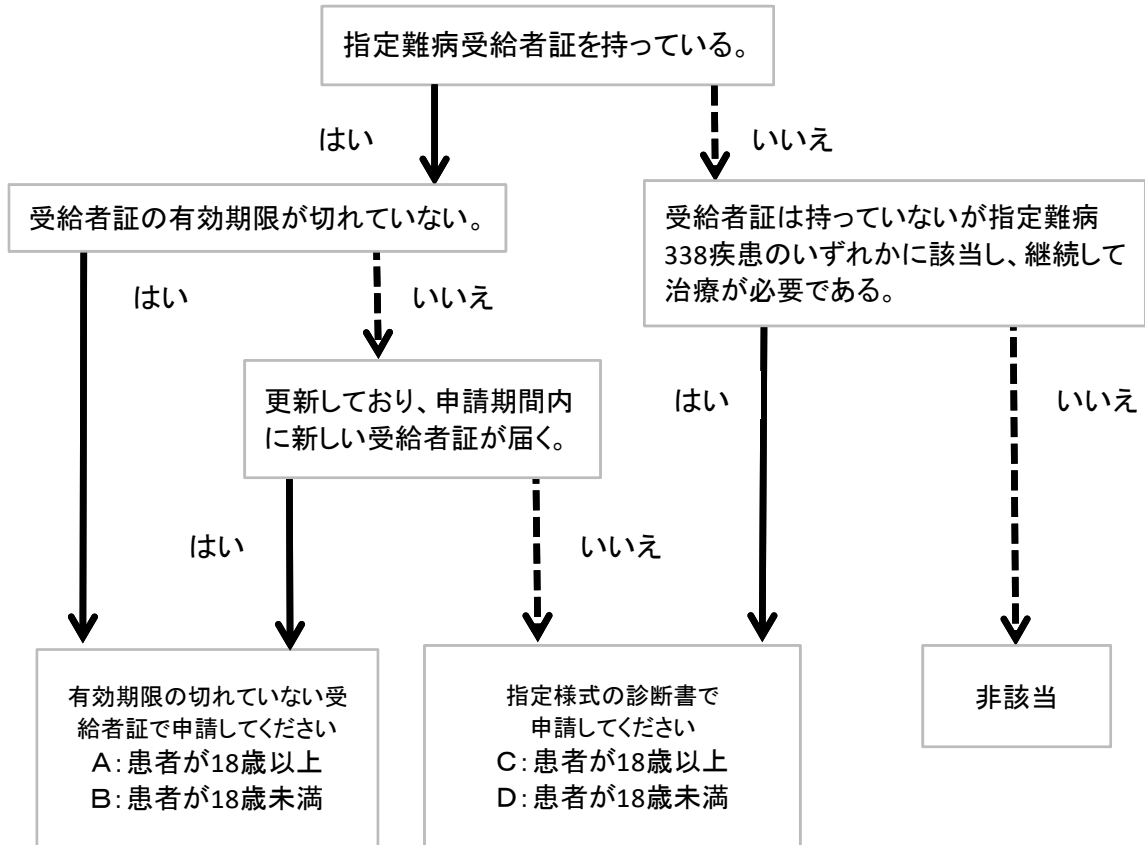 指定難病受給者証を持っている。
はい
いいえ
受給者証の有効期限が切れていない。
受給者証は持っていないが指定難病
338疾患のいずれかに該当し、継続して
治療が必要である。
はい
いいえ
更新しており、申請期間内
に新しい受給者証が届く。
はい
いいえ
はい
いいえ
有効期限の切れていない受
給者証で申請してください
A:患者が18歳以上
B:患者が18歳未満
指定様式の診断書で
申請してください
C:患者が18歳以上
D:患者が18歳未満
非該当